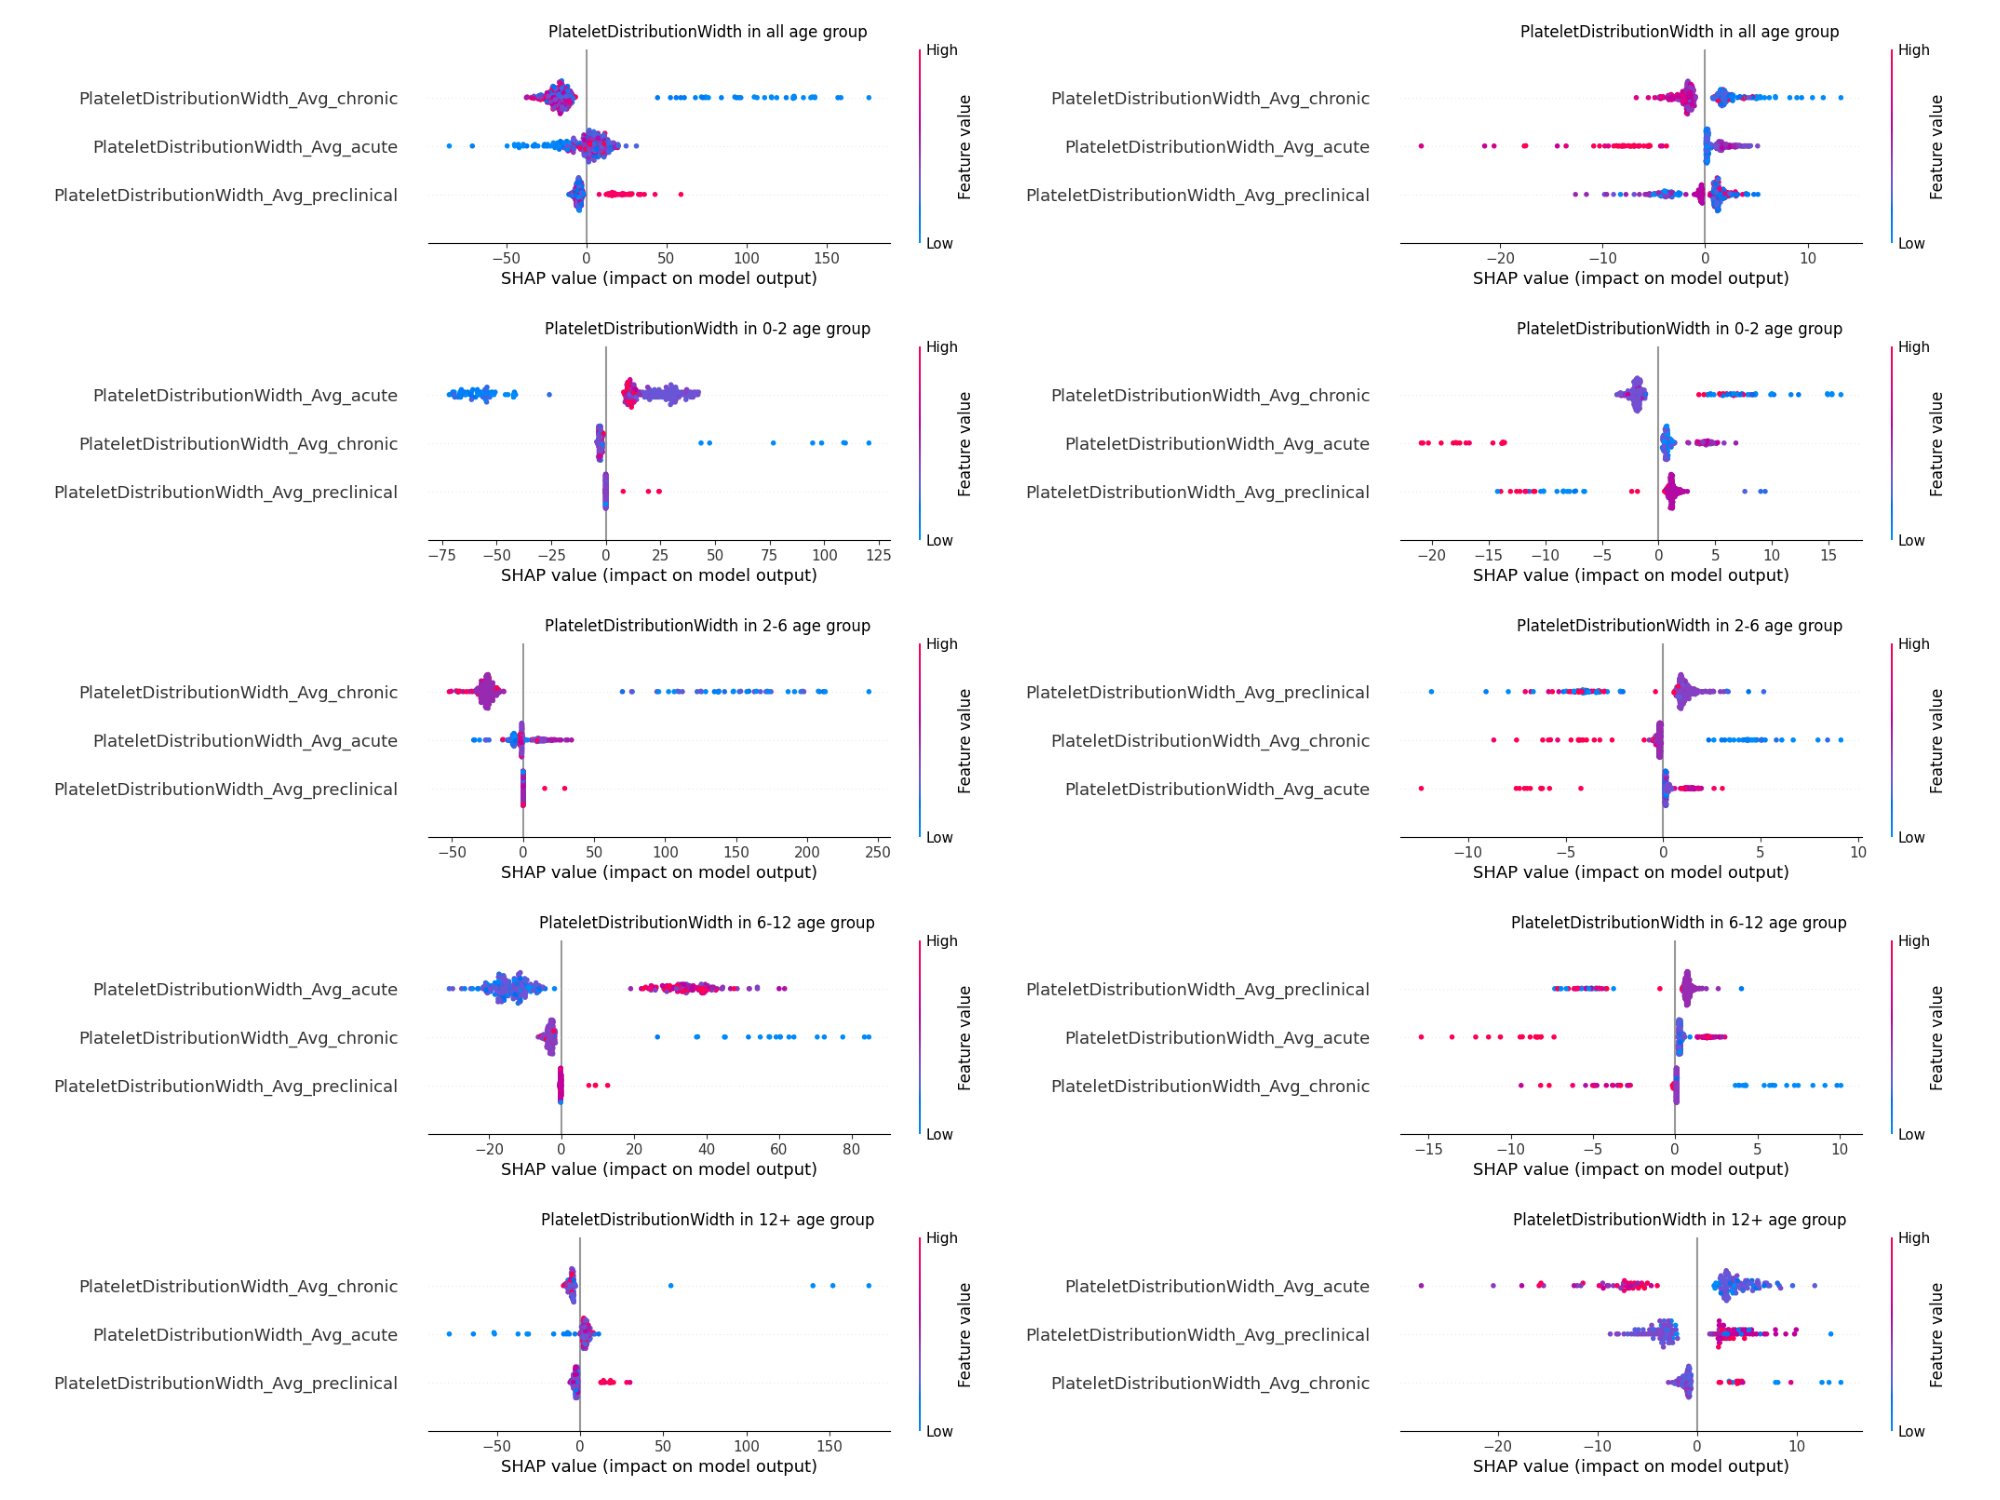 PlateletDistributionWidth in all age group
High
PlateletDistributionWidth_Avg_chronic
PlateletDistributionWidth_Avg_acute
PlateletDistributionWidth_Avg_preclinical
Feature value
Low
−50 0 50 100 150
SHAP value (impact on model output)
PlateletDistributionWidth in all age group
High
PlateletDistributionWidth_Avg_chronic
PlateletDistributionWidth_Avg_acute
PlateletDistributionWidth_Avg_preclinical
Feature value
Low
−20 −10 0 10
SHAP value (impact on model output)
PlateletDistributionWidth in 0-2 age group
High
PlateletDistributionWidth_Avg_acute
PlateletDistributionWidth_Avg_chronic
PlateletDistributionWidth_Avg_preclinical
Feature value
Low
−75 −50 −25 0 25 50 75 100 125
SHAP value (impact on model output)
PlateletDistributionWidth in 0-2 age group
High
PlateletDistributionWidth_Avg_chronic
PlateletDistributionWidth_Avg_acute
PlateletDistributionWidth_Avg_preclinical
Feature value
Low
−20 −15 −10 −5 0 5 10 15
SHAP value (impact on model output)
PlateletDistributionWidth in 2-6 age group
High
PlateletDistributionWidth_Avg_chronic
PlateletDistributionWidth_Avg_acute
PlateletDistributionWidth_Avg_preclinical
Feature value
Low
−50 0 50 100 150 200 250
SHAP value (impact on model output)
PlateletDistributionWidth in 2-6 age group
High
PlateletDistributionWidth_Avg_preclinical
PlateletDistributionWidth_Avg_chronic
PlateletDistributionWidth_Avg_acute
Feature value
Low
−10 −5 0 5 10
SHAP value (impact on model output)
PlateletDistributionWidth in 6-12 age group
High
PlateletDistributionWidth_Avg_acute
PlateletDistributionWidth_Avg_chronic
PlateletDistributionWidth_Avg_preclinical
Feature value
Low
−20 0 20 40 60 80
SHAP value (impact on model output)
PlateletDistributionWidth in 6-12 age group
High
PlateletDistributionWidth_Avg_preclinical
PlateletDistributionWidth_Avg_acute
PlateletDistributionWidth_Avg_chronic
Feature value
Low
−15 −10 −5 0 5 10
SHAP value (impact on model output)
PlateletDistributionWidth in 12+ age group
High
PlateletDistributionWidth_Avg_chronic
PlateletDistributionWidth_Avg_acute
PlateletDistributionWidth_Avg_preclinical
Feature value
Low
−50 0 50 100 150
SHAP value (impact on model output)
PlateletDistributionWidth in 12+ age group
High
PlateletDistributionWidth_Avg_acute
PlateletDistributionWidth_Avg_preclinical
PlateletDistributionWidth_Avg_chronic
Feature value
Low
−20 −10 0 10
SHAP value (impact on model output)